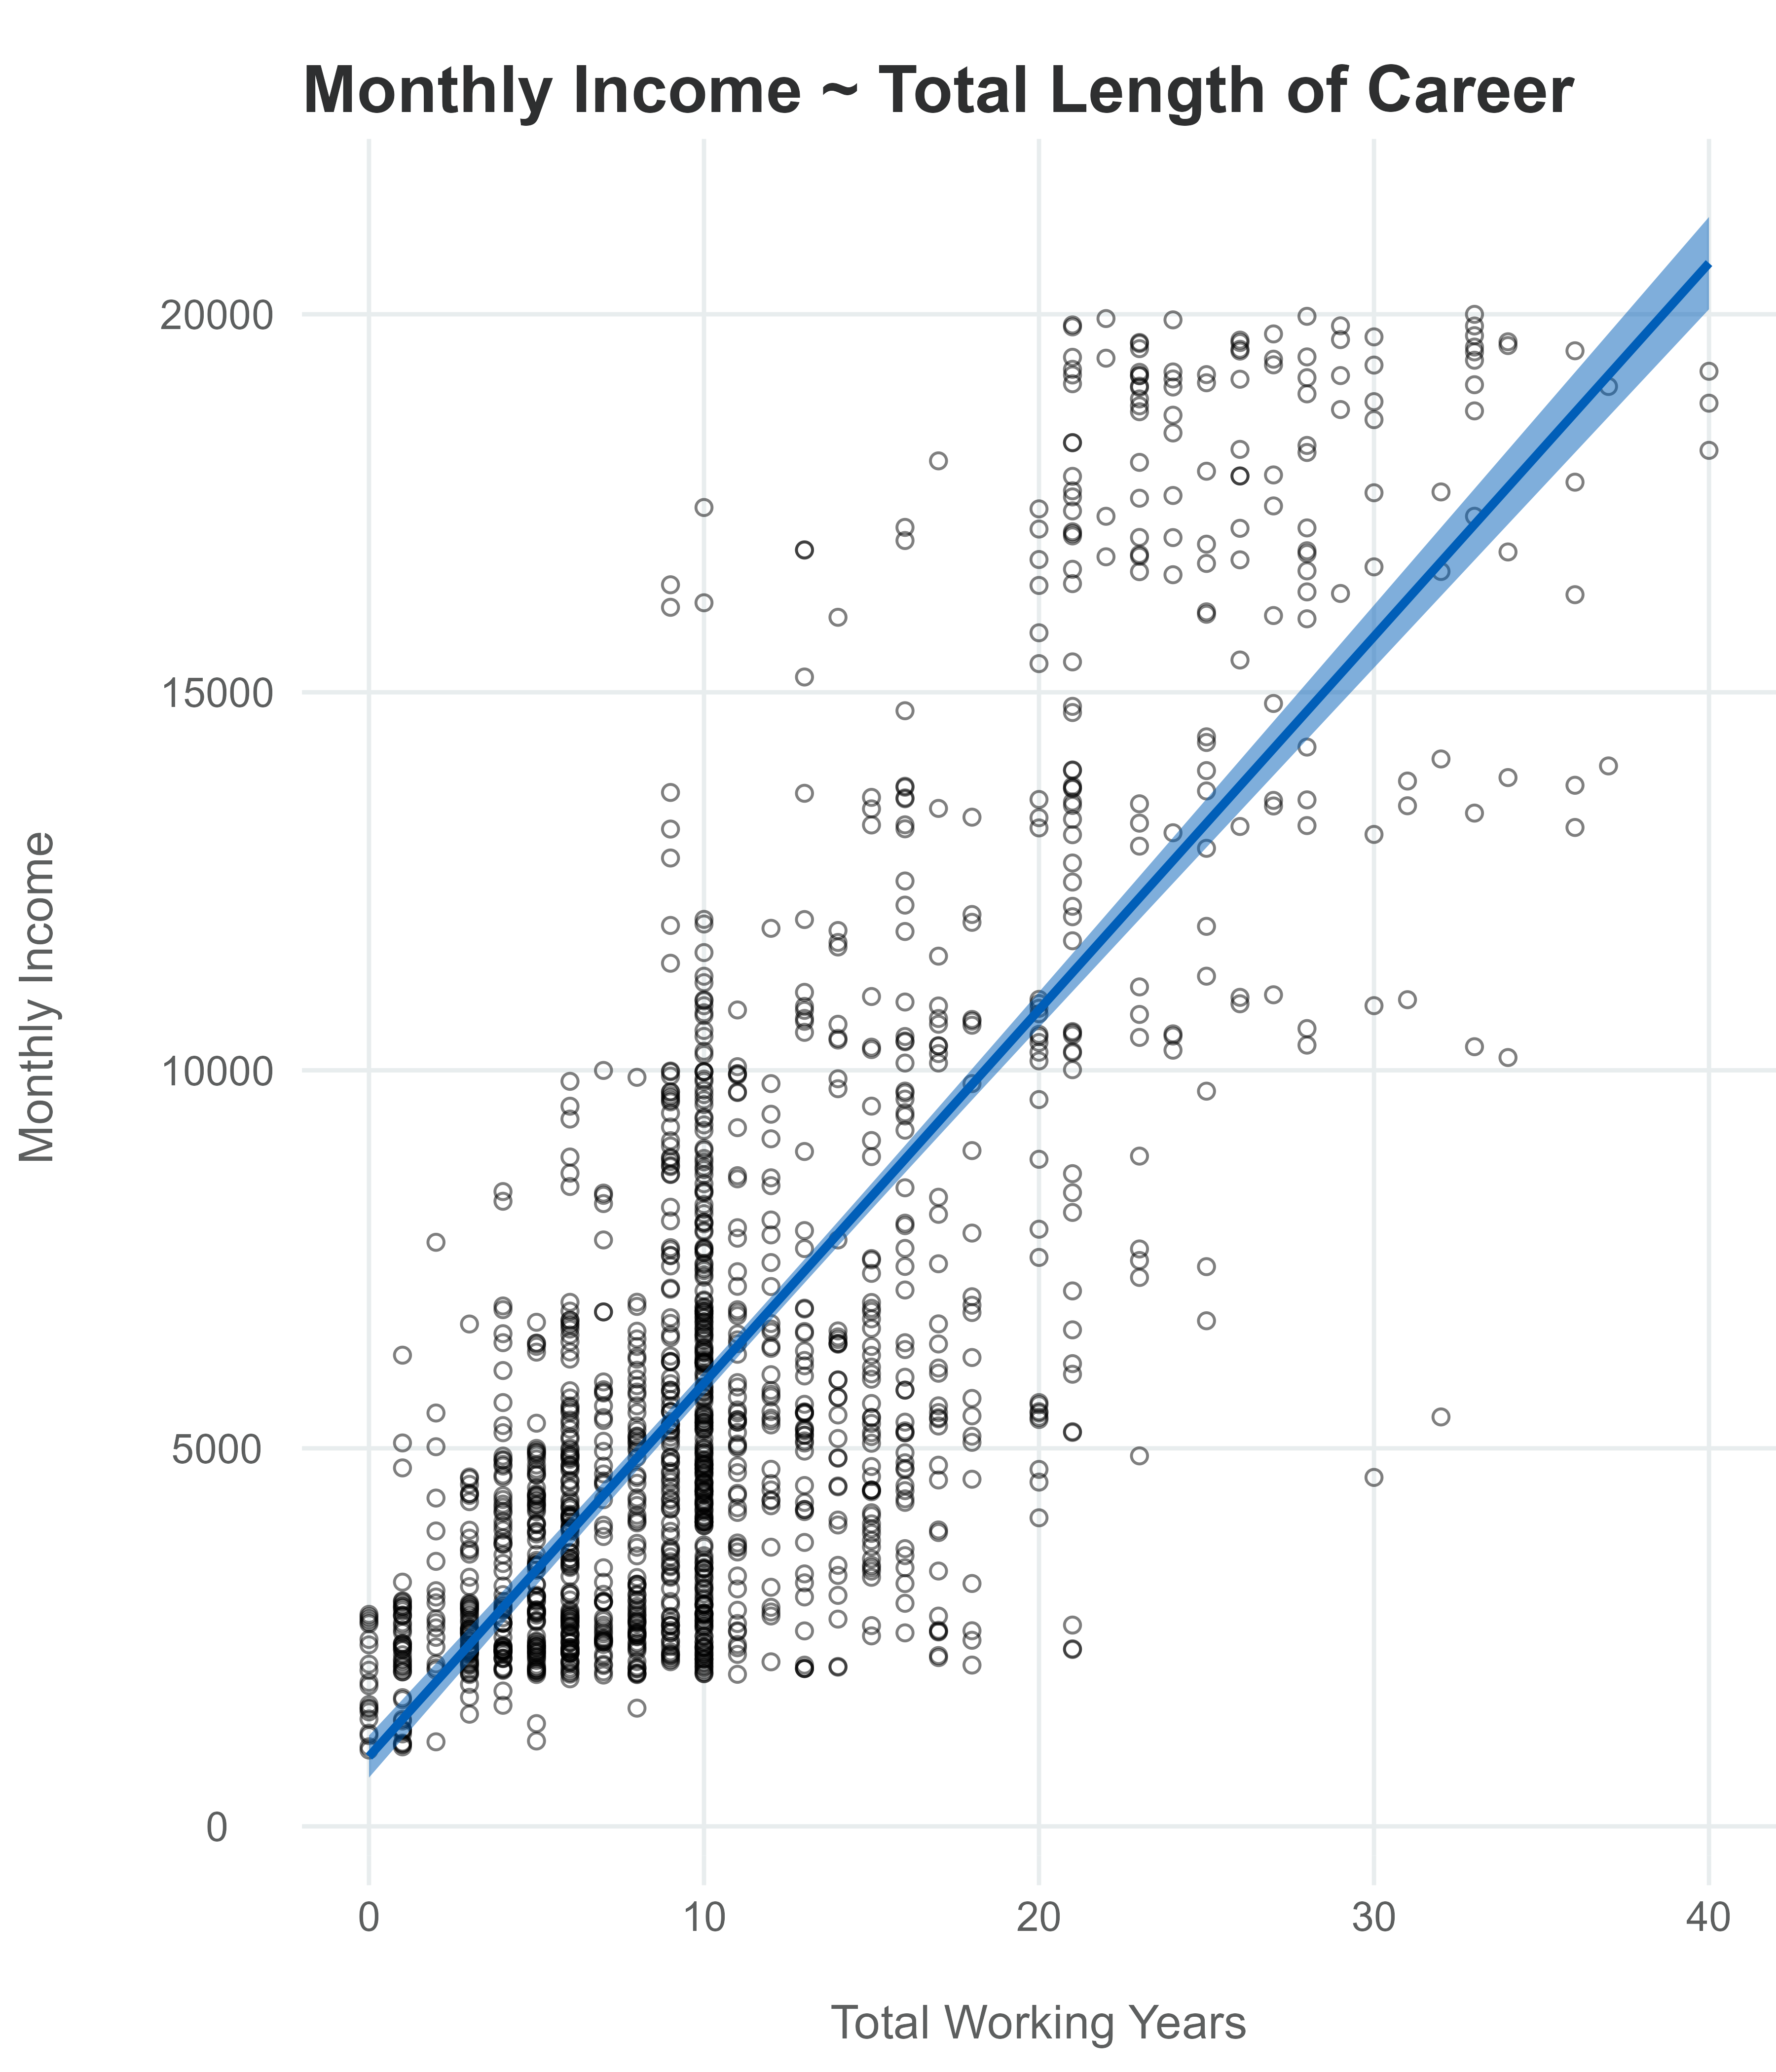 Monthly Income ~ Total Length of Career
Monthly Income
20000
15000
10000
5000
0
0 10 20 30 40
Total Working Years